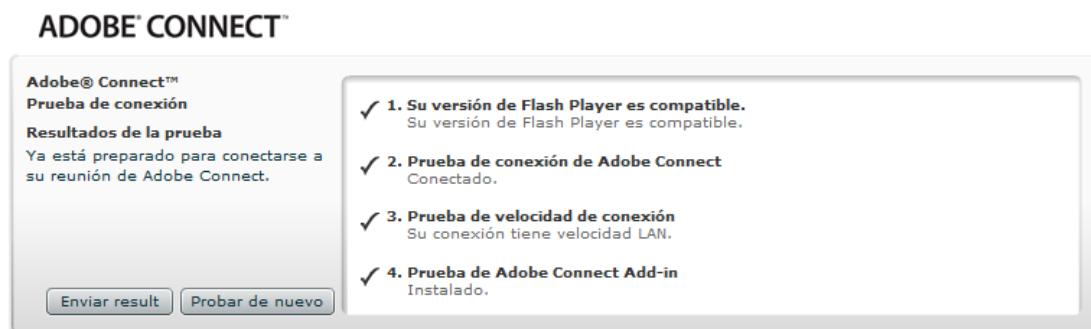 ADOBE® CONNECT™
Adobe® Connect™
Prueba de conexión
Resultados de la prueba
Ya está preparado para conectarse a
su reunión de Adobe Connect.
Enviar result
Probar de nuevo
1. Su versión de Flash Player es compatible.
Su versión de Flash Player es compatible.
2. Prueba de conexión de Adobe Connect
Conectado.
3. Prueba de velocidad de conexión
Su conexión tiene velocidad LAN.
4. Prueba de Adobe Connect Add-in
Instalado.